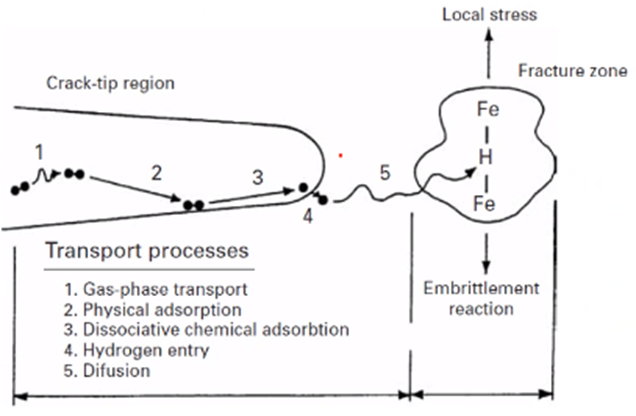 Local stress
Fracture zone
Crack-tip region
Fe
H
Fe
1
2
3
4
5
Transport processes
1. Gas-phase transport
2. Physical adsorption
3. Dissociative chemical adsorbtion
4. Hydrogen entry
5. Difusion
Embrittlement
reaction